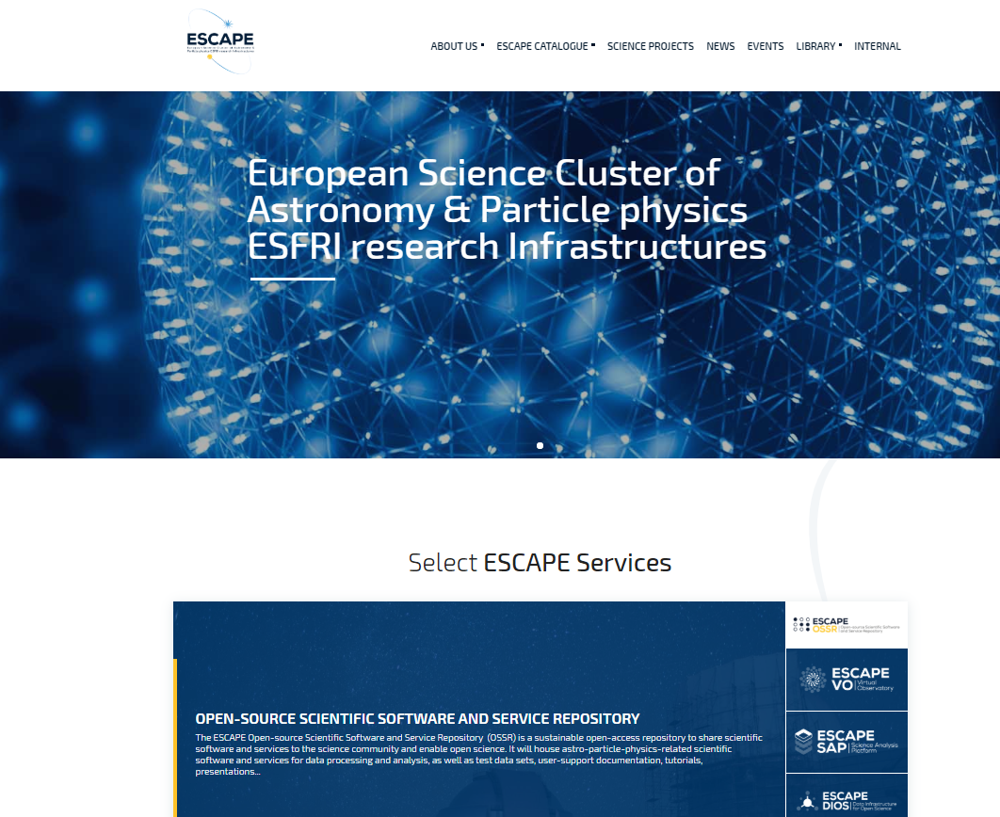 ESCAPE
ABOUT US
ESCAPE CATALOGUE
SCIENCE PROJECTS
NEWS
EVENTS
LIBRARY
INTERNAL
European Science Cluster of
Astronomy & Particle physics
ESFRI research Infrastructures
Select ESCAPE Services
OPEN-SOURCE SCIENTIFIC SOFTWARE AND SERVICE REPOSITORY
The ESCAPE Open-source Scientific Software and Service Repository (OSSR) is a sustainable open-access repository to share scientific
software and services to the science community and enable open science. It will house astro-particle-physics-related scientific
software and services for data processing and analysis, as well as test data sets, user-support documentation, tutorials,
presentations...
ESCAPE
OSSR
Open-source Scientific Software
and Service Repository
ESCAPE
VO
Virtual
Observatory
ESCAPE
SAP
Science Analysis
Platform
ESCAPE
DIOS
Data Infrastructure
for Open Science